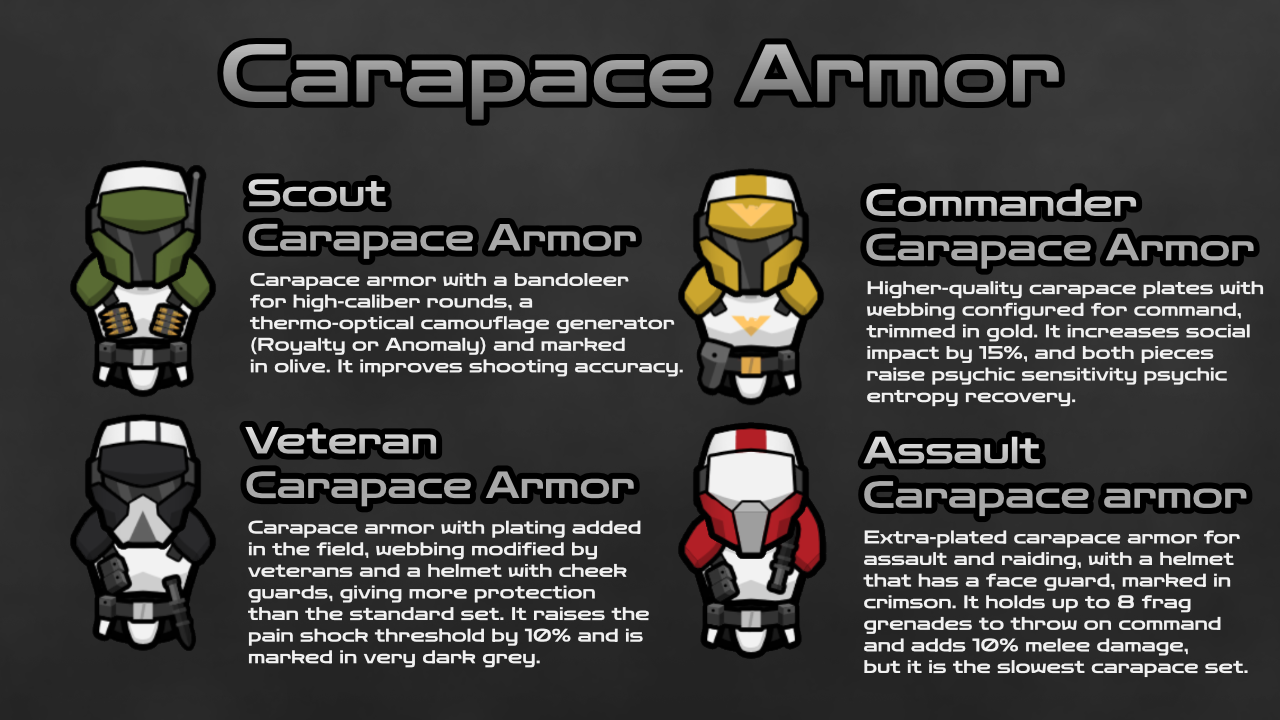 Carapace Armor
Scout
Carapace Armor
Carapace armor with a bandoleer
for high-caliber rounds, a
thermo-optical camouflage generator
(Royalty or Anomaly) and marked
in olive. It improves shooting accuracy.
Commander
Carapace Armor
Higher-quality carapace plates with
webbing configured for command,
trimmed in gold. It increases social
impact by 15%, and both pieces
raise psychic sensitivity psychic
entropy recovery.
Veteran
Carapace Armor
Carapace armor with plating added
in the field, webbing modified by
veterans and a helmet with cheek
guards, giving more protection
than the standard set. It raises the
pain shock threshold by 10% and is
marked in very dark grey.
Assault
Carapace armor
Extra-plated carapace armor for
assault and raiding, with a helmet
that has a face guard, marked in
crimson. It holds up to 8 frag
grenades to throw on command
and adds 10% melee damage,
but it is the slowest carapace set.